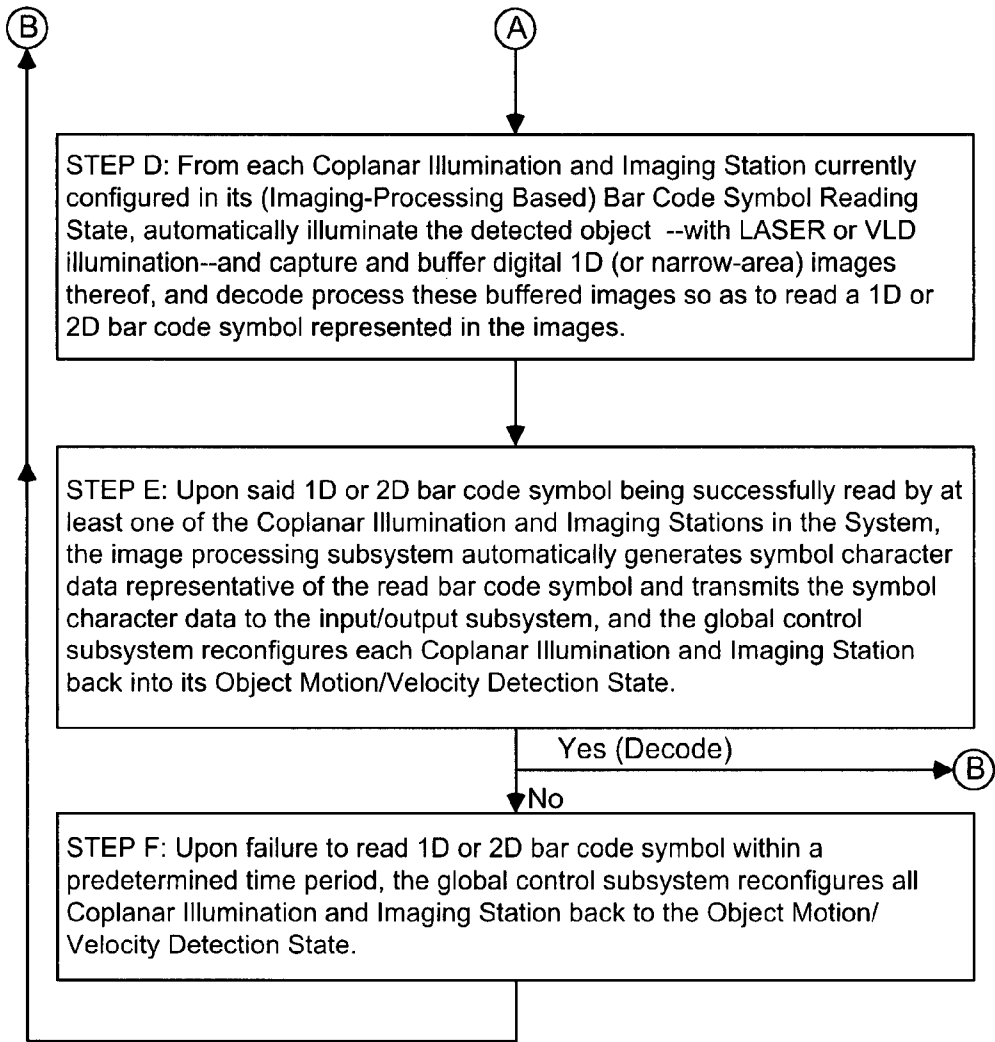 B
A
STEP D: From each Coplanar Illumination and Imaging Station currently
configured in its (Imaging-Processing Based) Bar Code Symbol Reading
State, automatically illuminate the detected object --with LASER or VLD
illumination--and capture and buffer digital 1D (or narrow-area) images
thereof, and decode process these buffered images so as to read a 1D or
2D bar code symbol represented in the images.
STEP E: Upon said 1D or 2D bar code symbol being successfully read by at
least one of the Coplanar Illumination and Imaging Stations in the System,
the image processing subsystem automatically generates symbol character
data representative of the read bar code symbol and transmits the symbol
character data to the input/output subsystem, and the global control
subsystem reconfigures each Coplanar Illumination and Imaging Station
back into its Object Motion/Velocity Detection State.
Yes (Decode)
B
No
STEP F: Upon failure to read 1D or 2D bar code symbol within a
predetermined time period, the global control subsystem reconfigures all
Coplanar Illumination and Imaging Station back to the Object Motion/
Velocity Detection State.